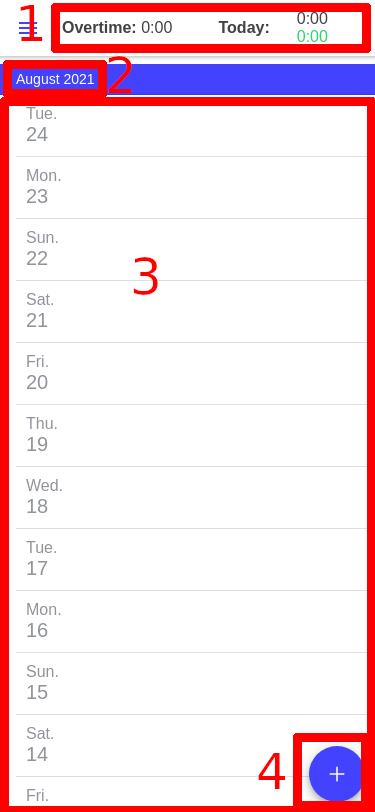 1
Overtime: 0:00 Today: 0:00
0:00
August 2021 2
Tue.
24
Mon.
23
Sun.
22
3
Sat.
21
Fri.
20
Thu.
19
Wed.
18
Tue.
17
Mon.
16
Sun.
15
Sat.
14
4 +
Fri.